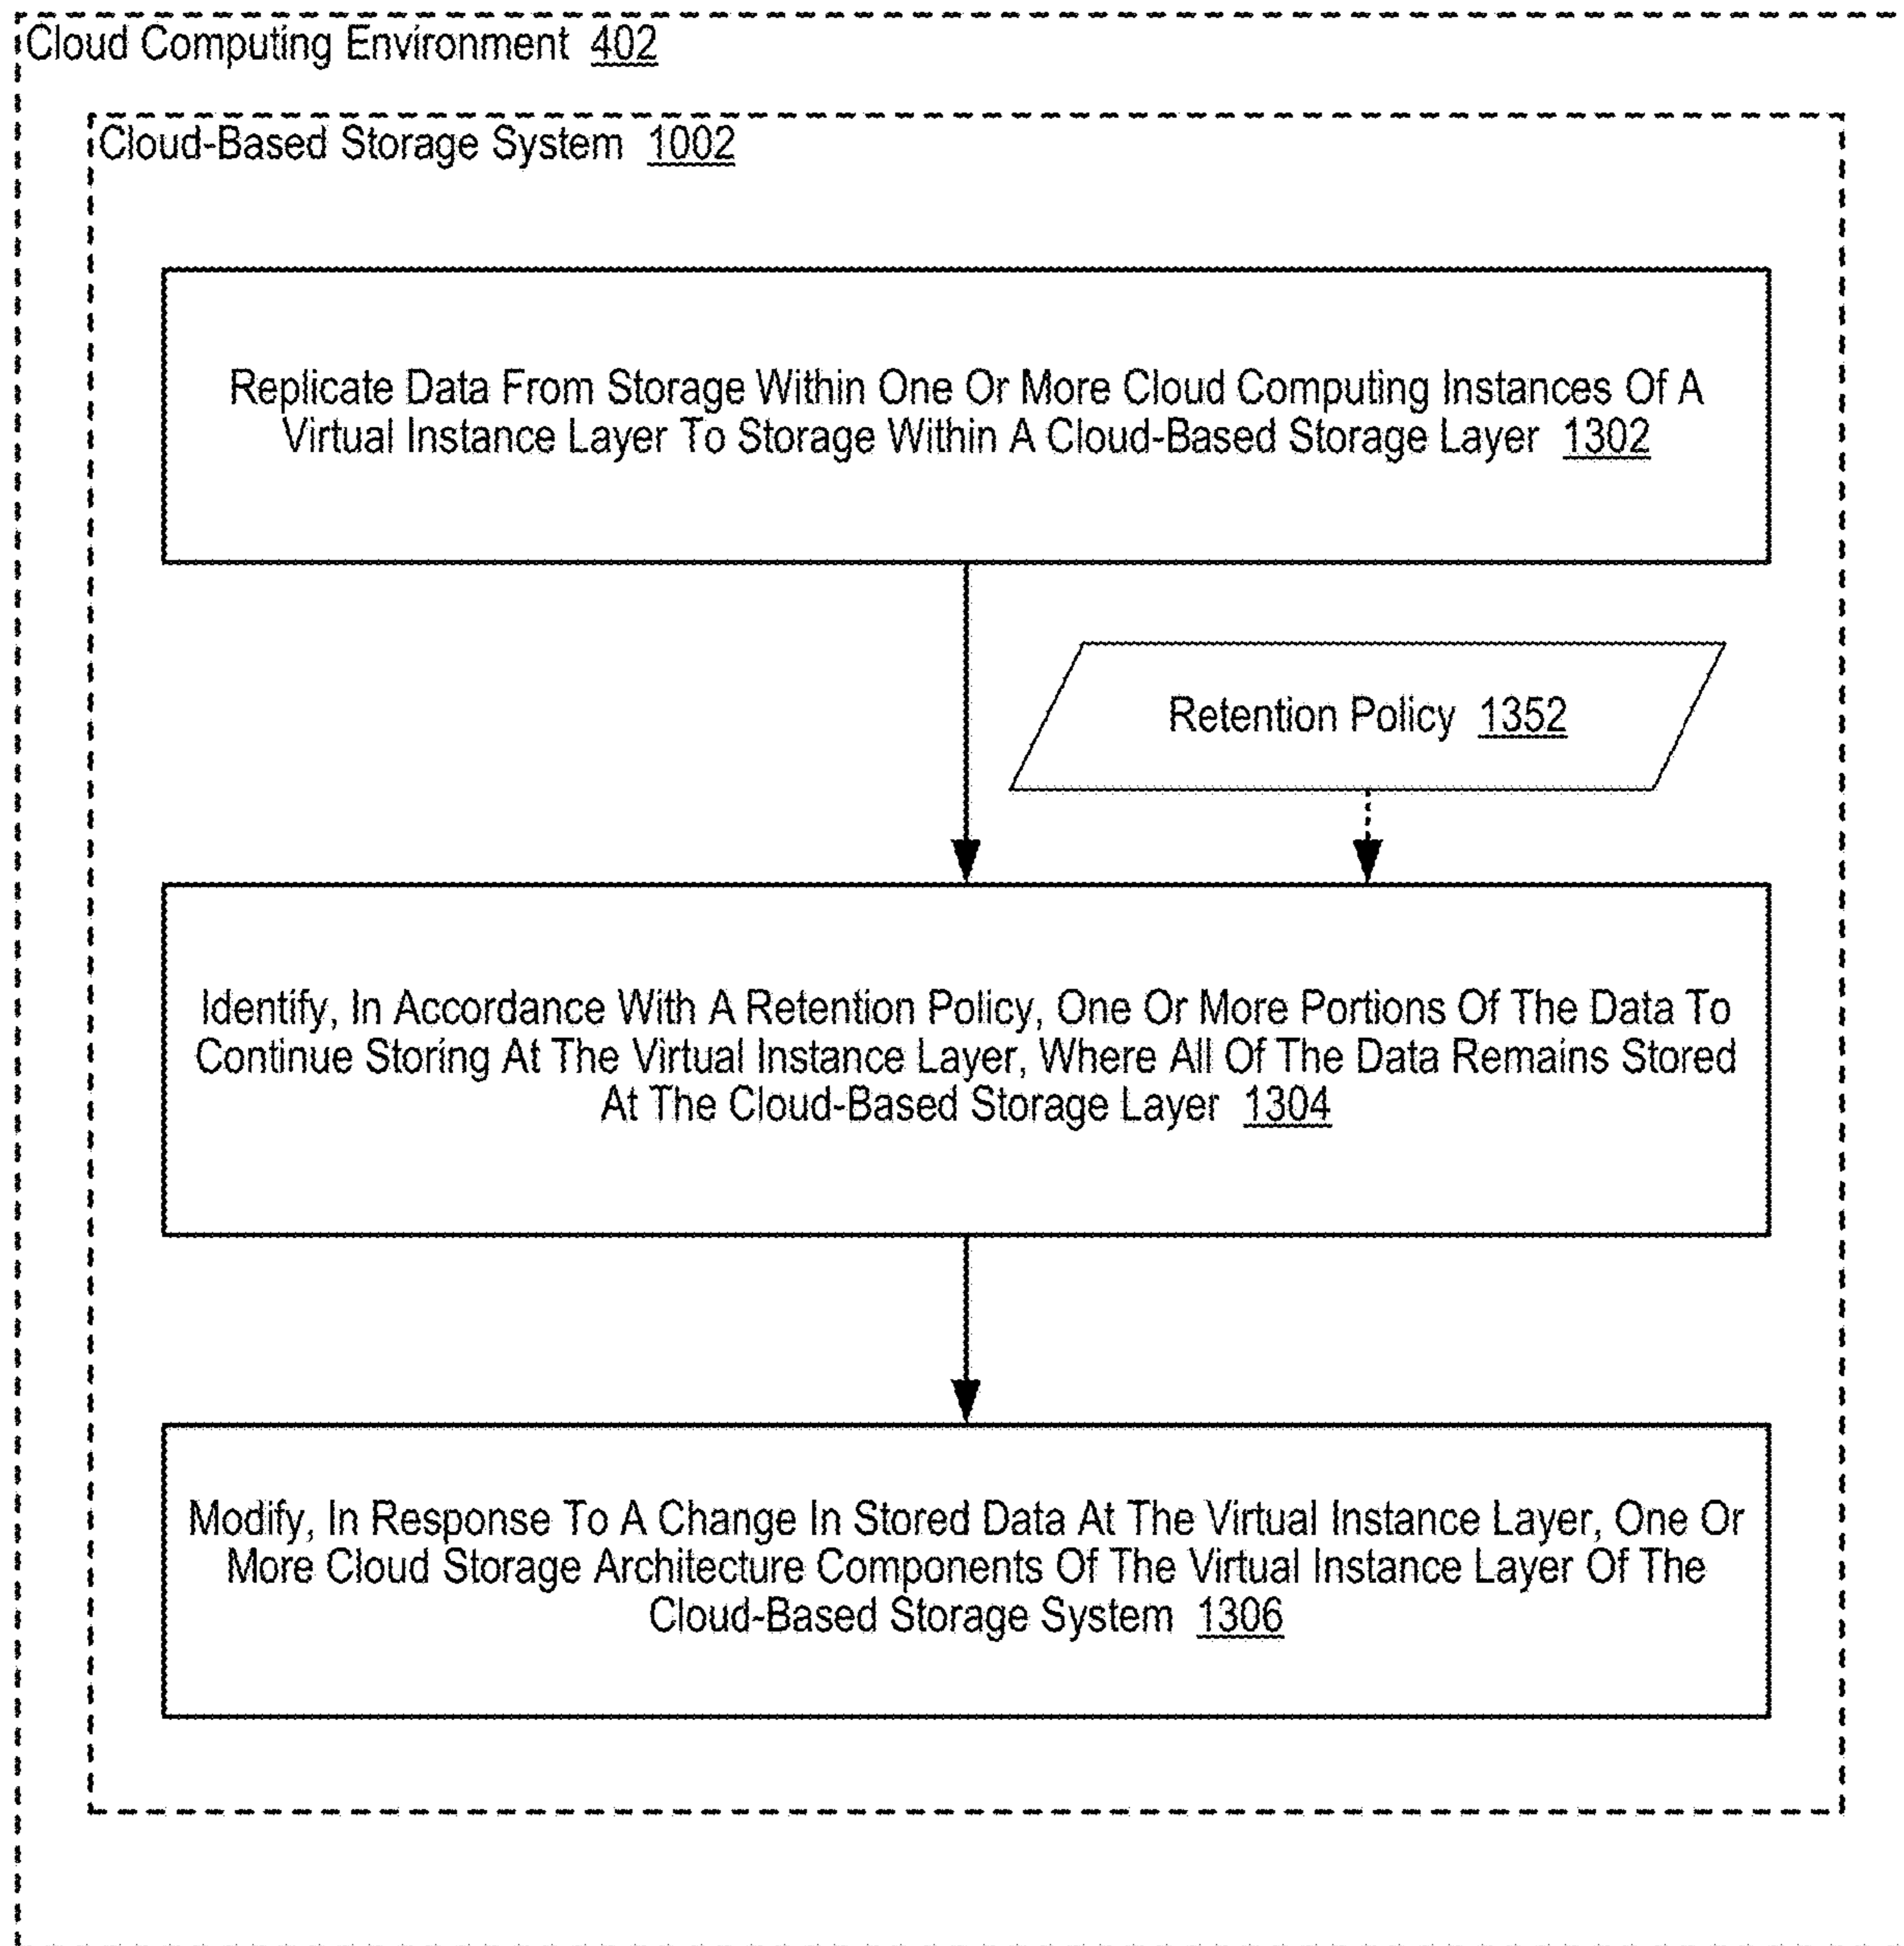 Cloud Computing Environment 402
Cloud-Based Storage System 1002
Replicate Data From Storage Within One Or More Cloud Computing Instances Of A
Virtual Instance Layer To Storage Within A Cloud-Based Storage Layer 1302
Retention Policy 1352
Identify, In Accordance With A Retention Policy, One Or More Portions Of The Data To
Continue Storing At The Virtual Instance Layer, Where All Of The Data Remains Stored
At The Cloud-Based Storage Layer 1304
Modify, In Response To A Change In Stored Data At The Virtual Instance Layer, One Or
More Cloud Storage Architecture Components Of The Virtual Instance Layer Of The
Cloud-Based Storage System 1306